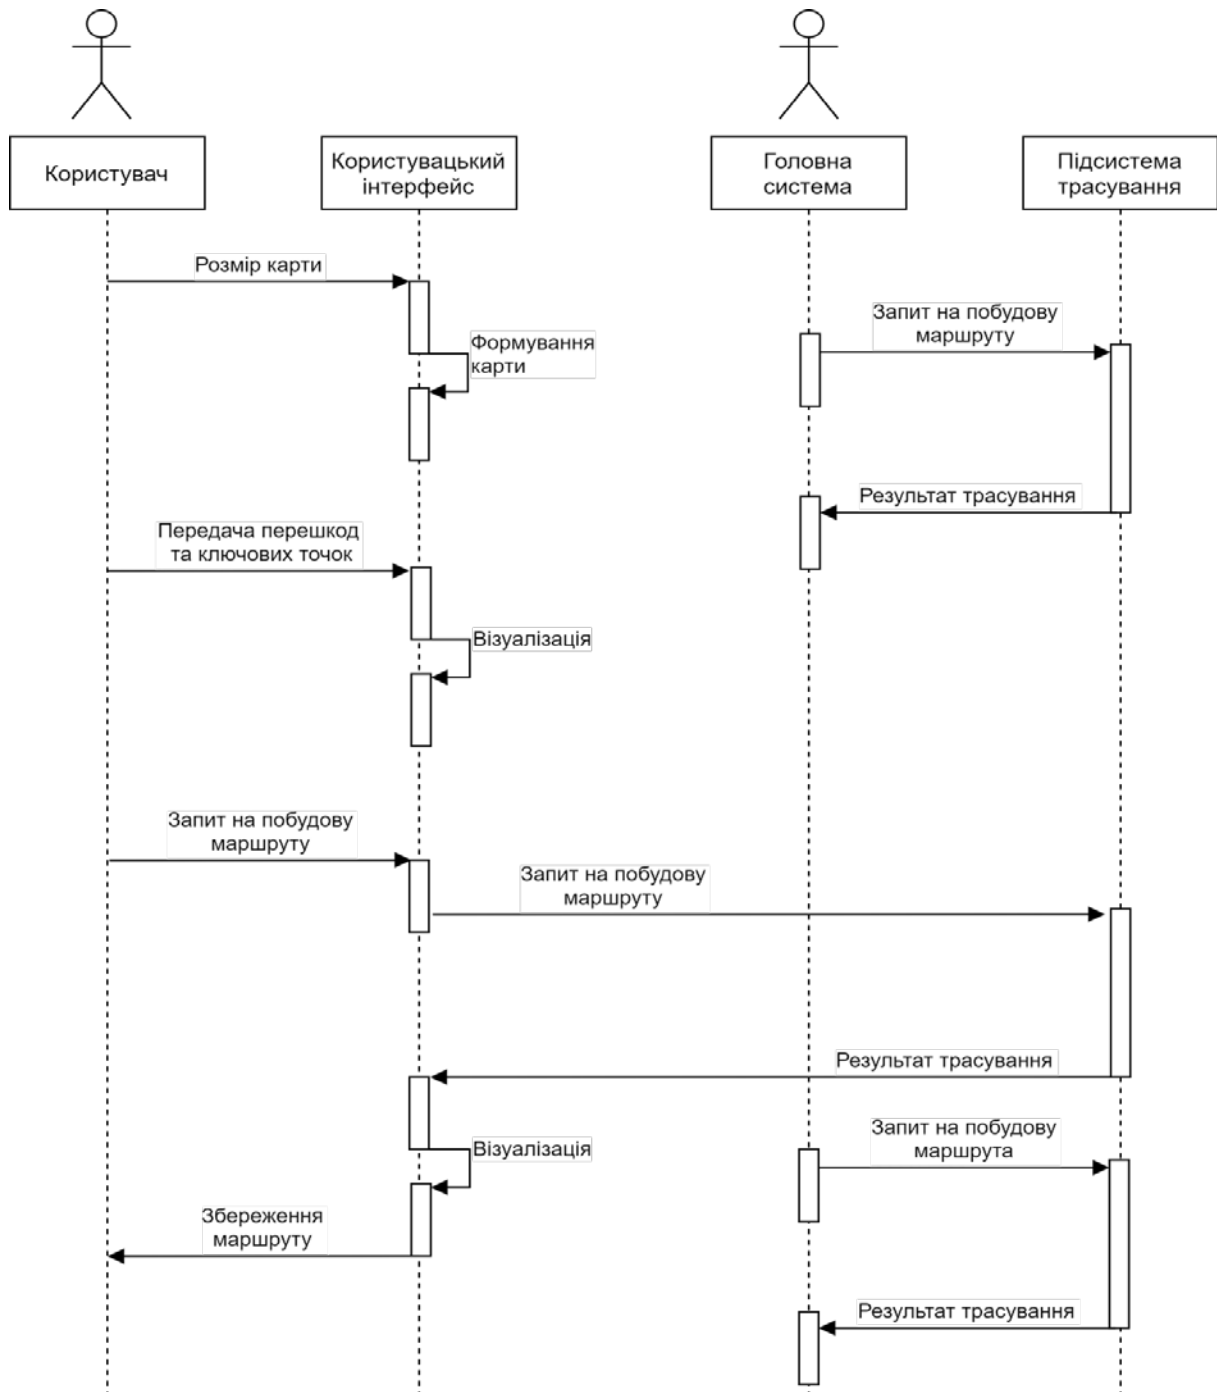 Користувач
Користувацький
інтерфейс
Головна
система
Підсистема
трасування
Розмір карти
Запит на побудову
маршруту
Формування
карти
Результат трасування
Передача перешкод
та ключових точок
Візуалізація
Запит на побудову
маршруту
Запит на побудову
маршруту
Результат трасування
Запит на побудову
маршрута
Візуалізація
Збереження
маршруту
Результат трасування